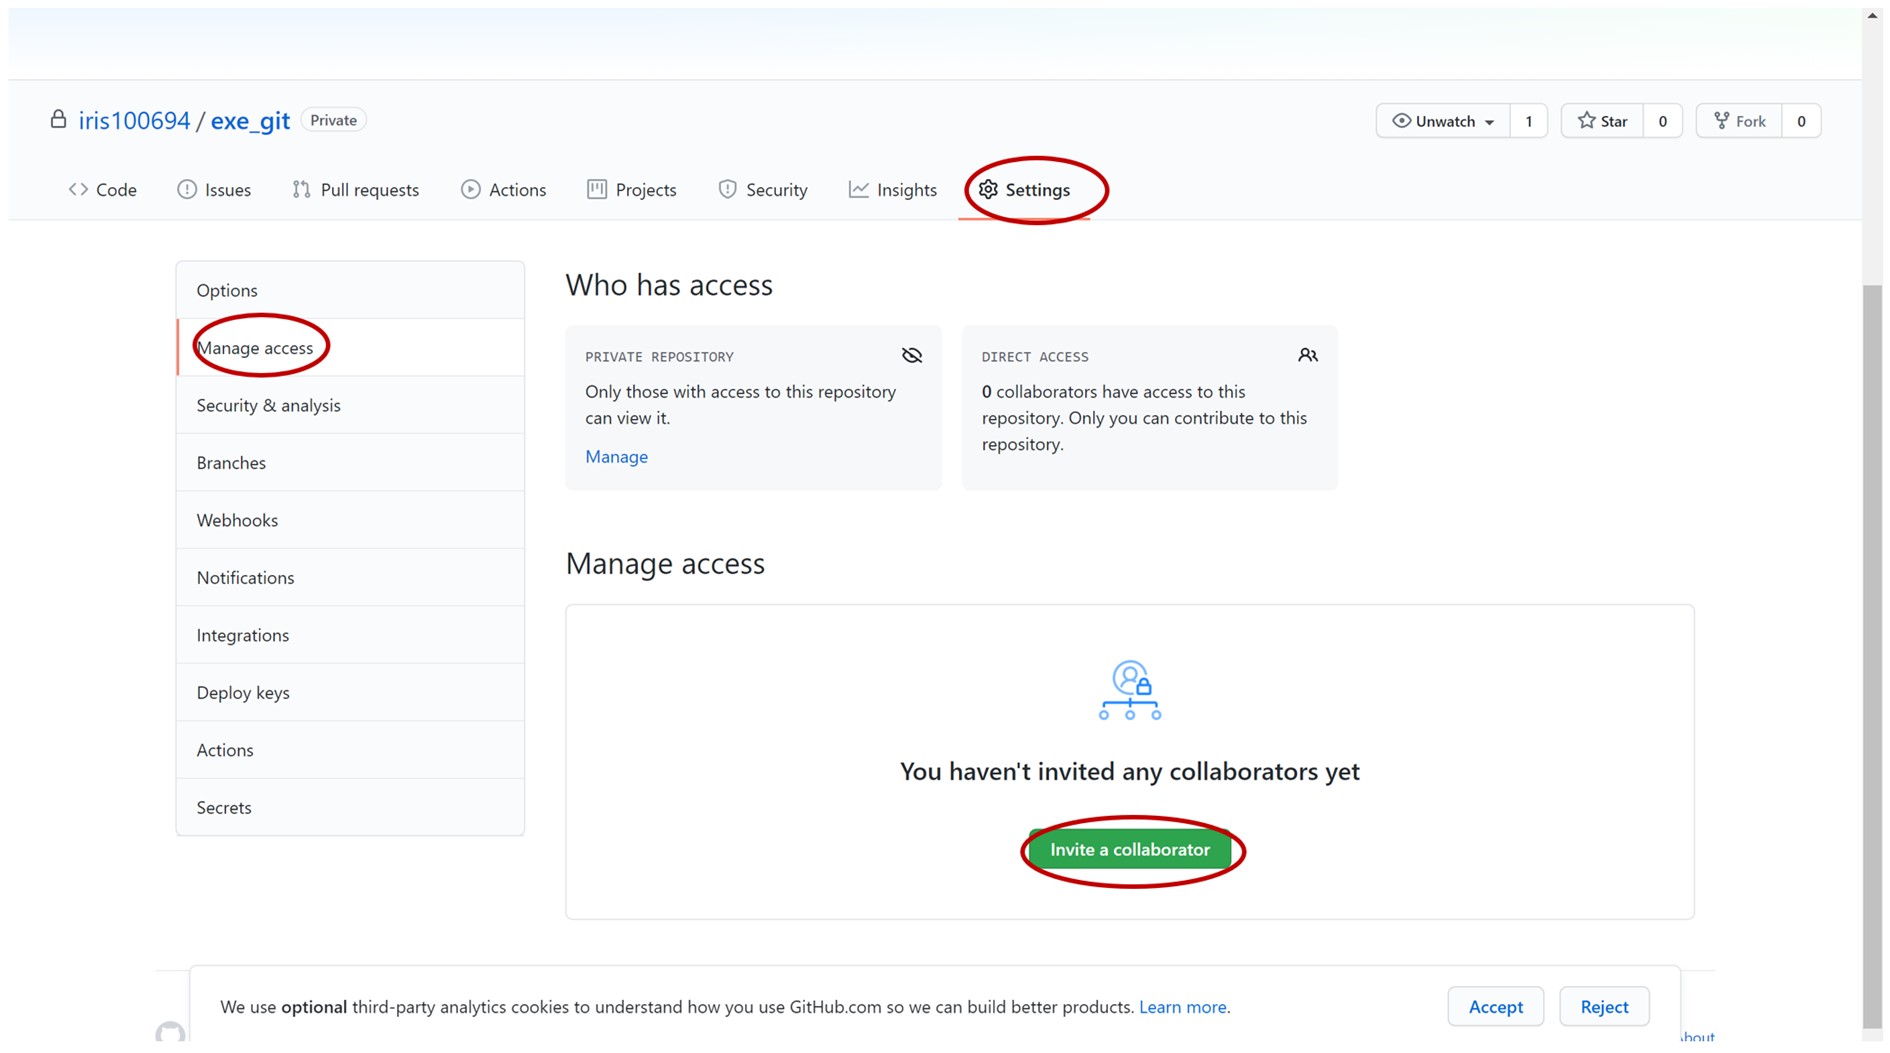 iris100694 / exe_git Private
Unwatch 1 Star 0 Fork 0
Code Issues Pull requests Actions Projects Security Insights Settings
Options
Manage access
Security & analysis
Branches
Webhooks
Notifications
Integrations
Deploy keys
Actions
Secrets
Who has access
PRIVATE REPOSITORY
Only those with access to this repository
can view it.
Manage
DIRECT ACCESS
0 collaborators have access to this
repository. Only you can contribute to this
repository.
Manage access
You haven't invited any collaborators yet
Invite a collaborator
We use optional third-party analytics cookies to understand how you use GitHub.com so we can build better products. Learn more.
Accept Reject